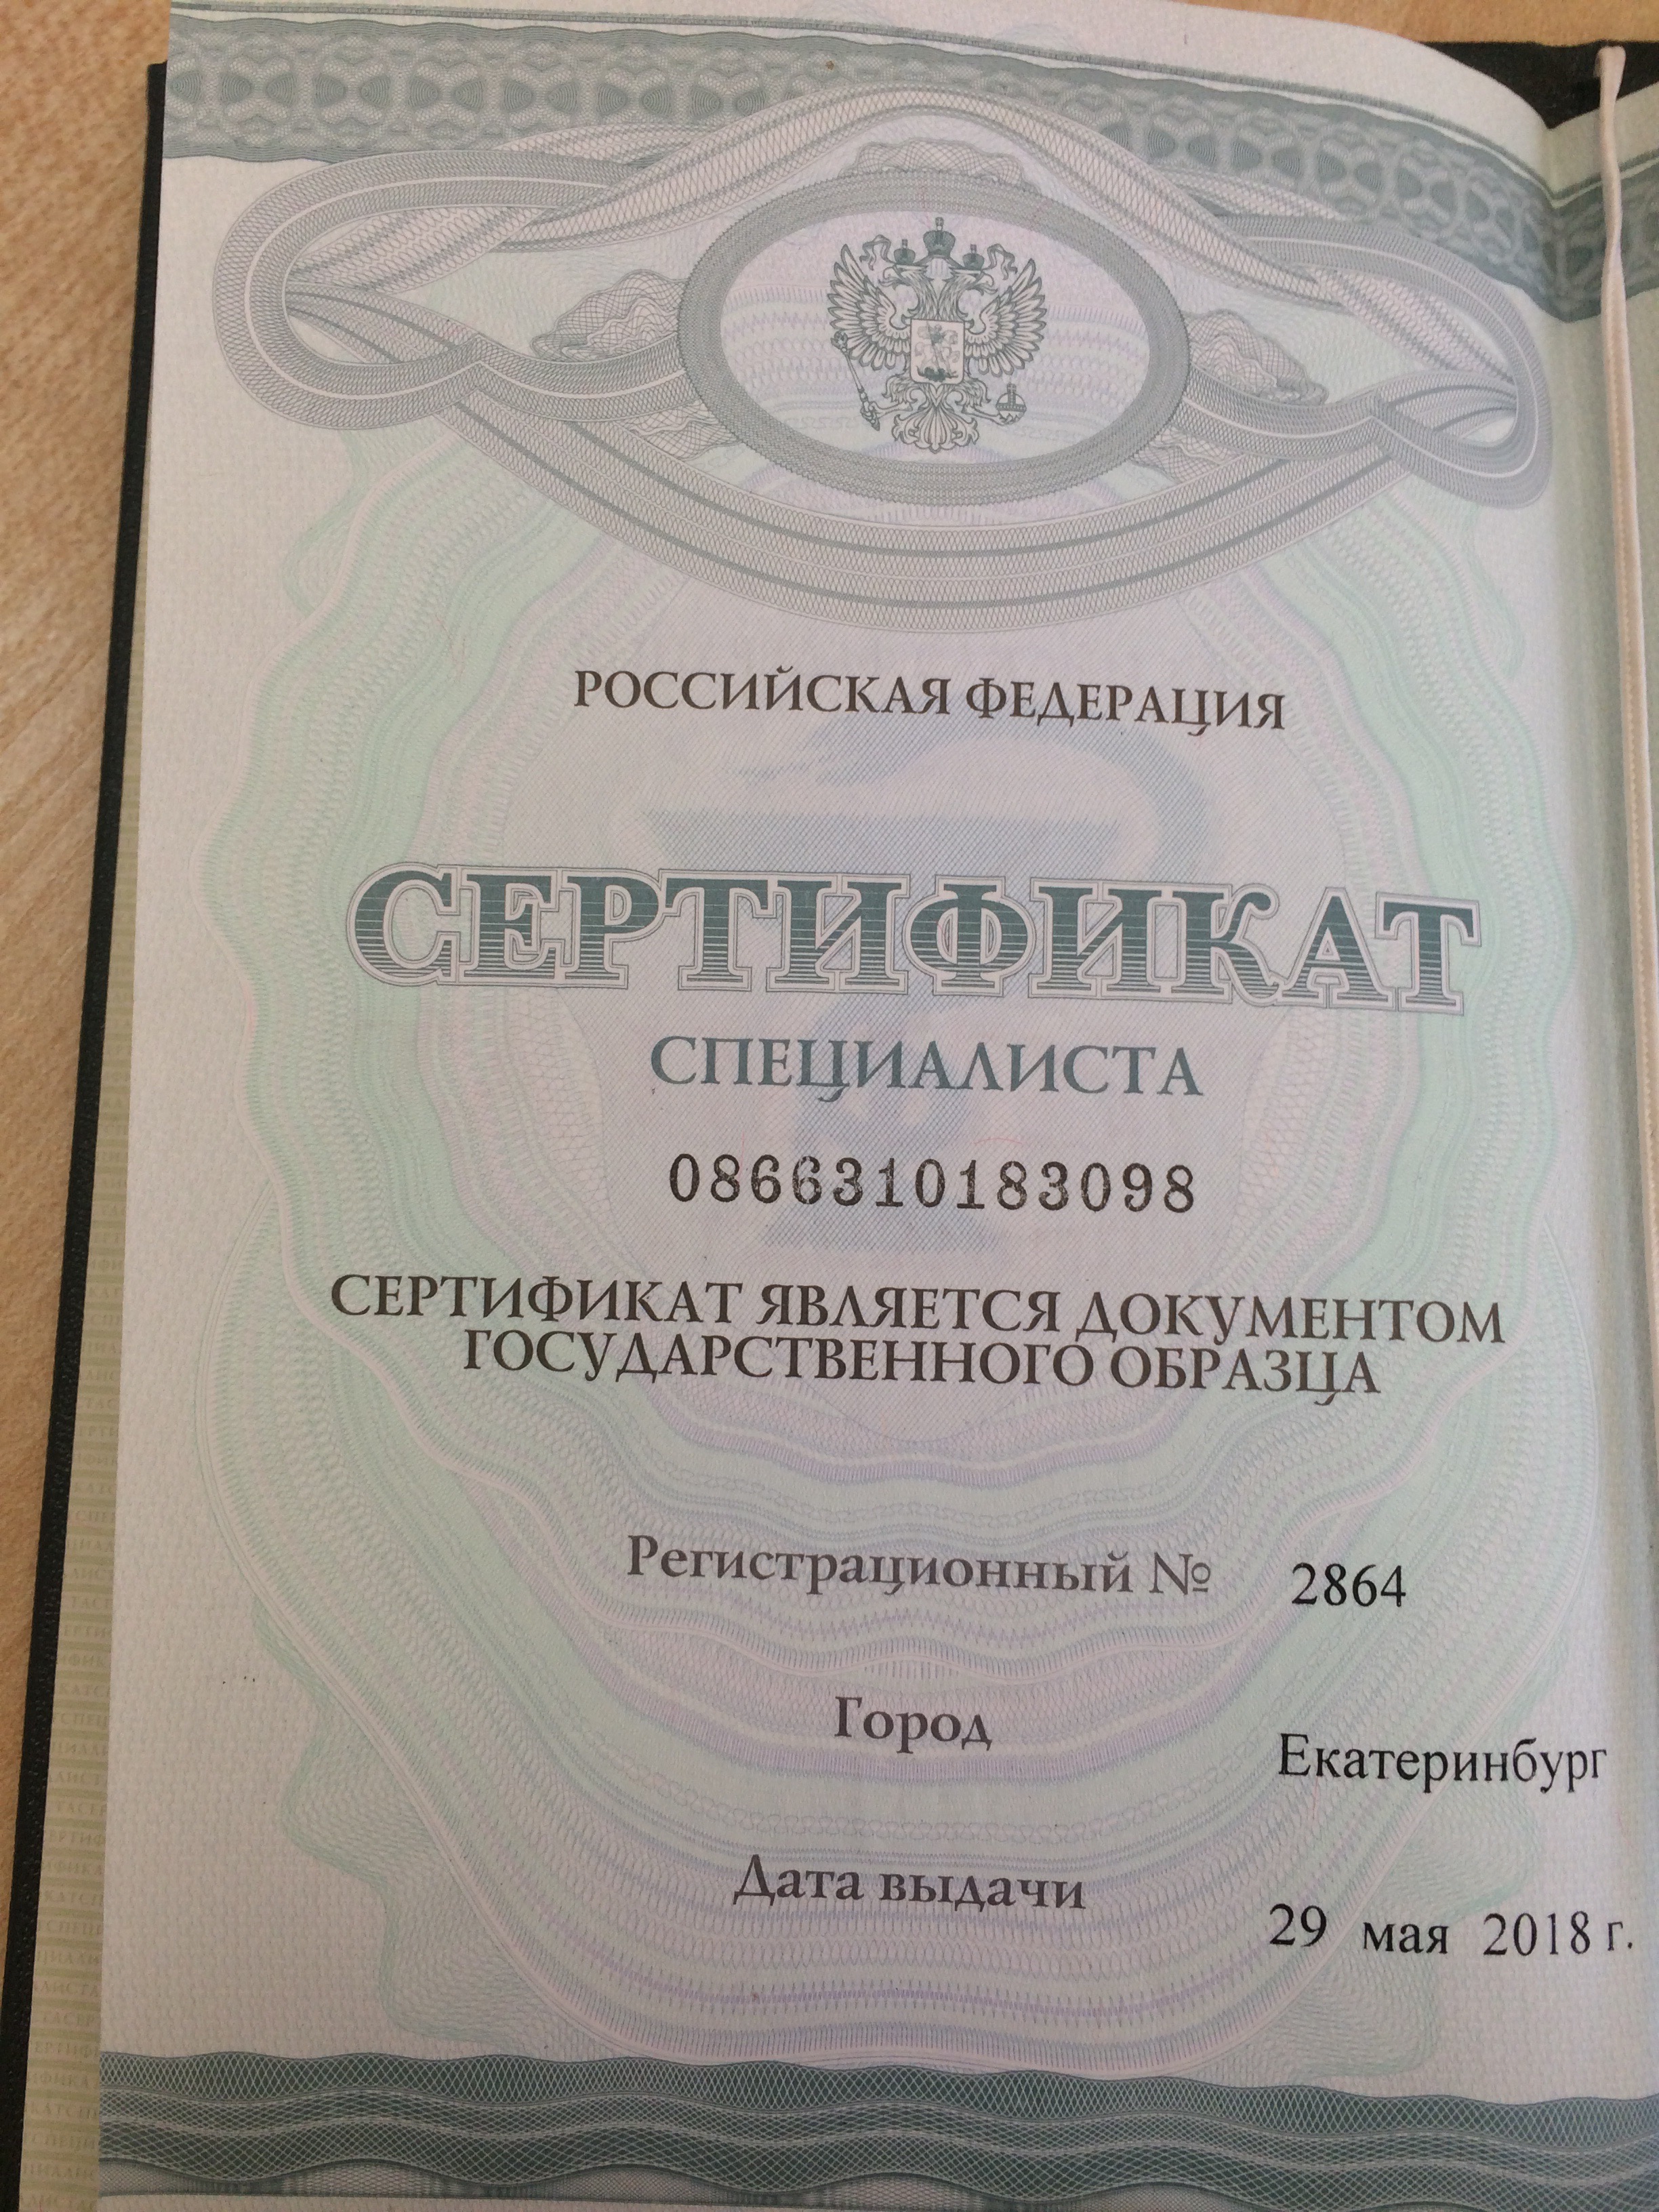 РОССИЙСКАЯ ФЕДЕРАЦИЯ
СЕРТИФИКАТ
СПЕЦИАЛИСТА
0866310183098
СЕРТИФИКАТ ЯВЛЯЕТСЯ ДОКУМЕНТОМ
ГОСУДАРСТВЕННОГО ОБРАЗЦА
Регистрационный № 2864
Город Екатеринбург
Дата выдачи 29 мая 2018 г.